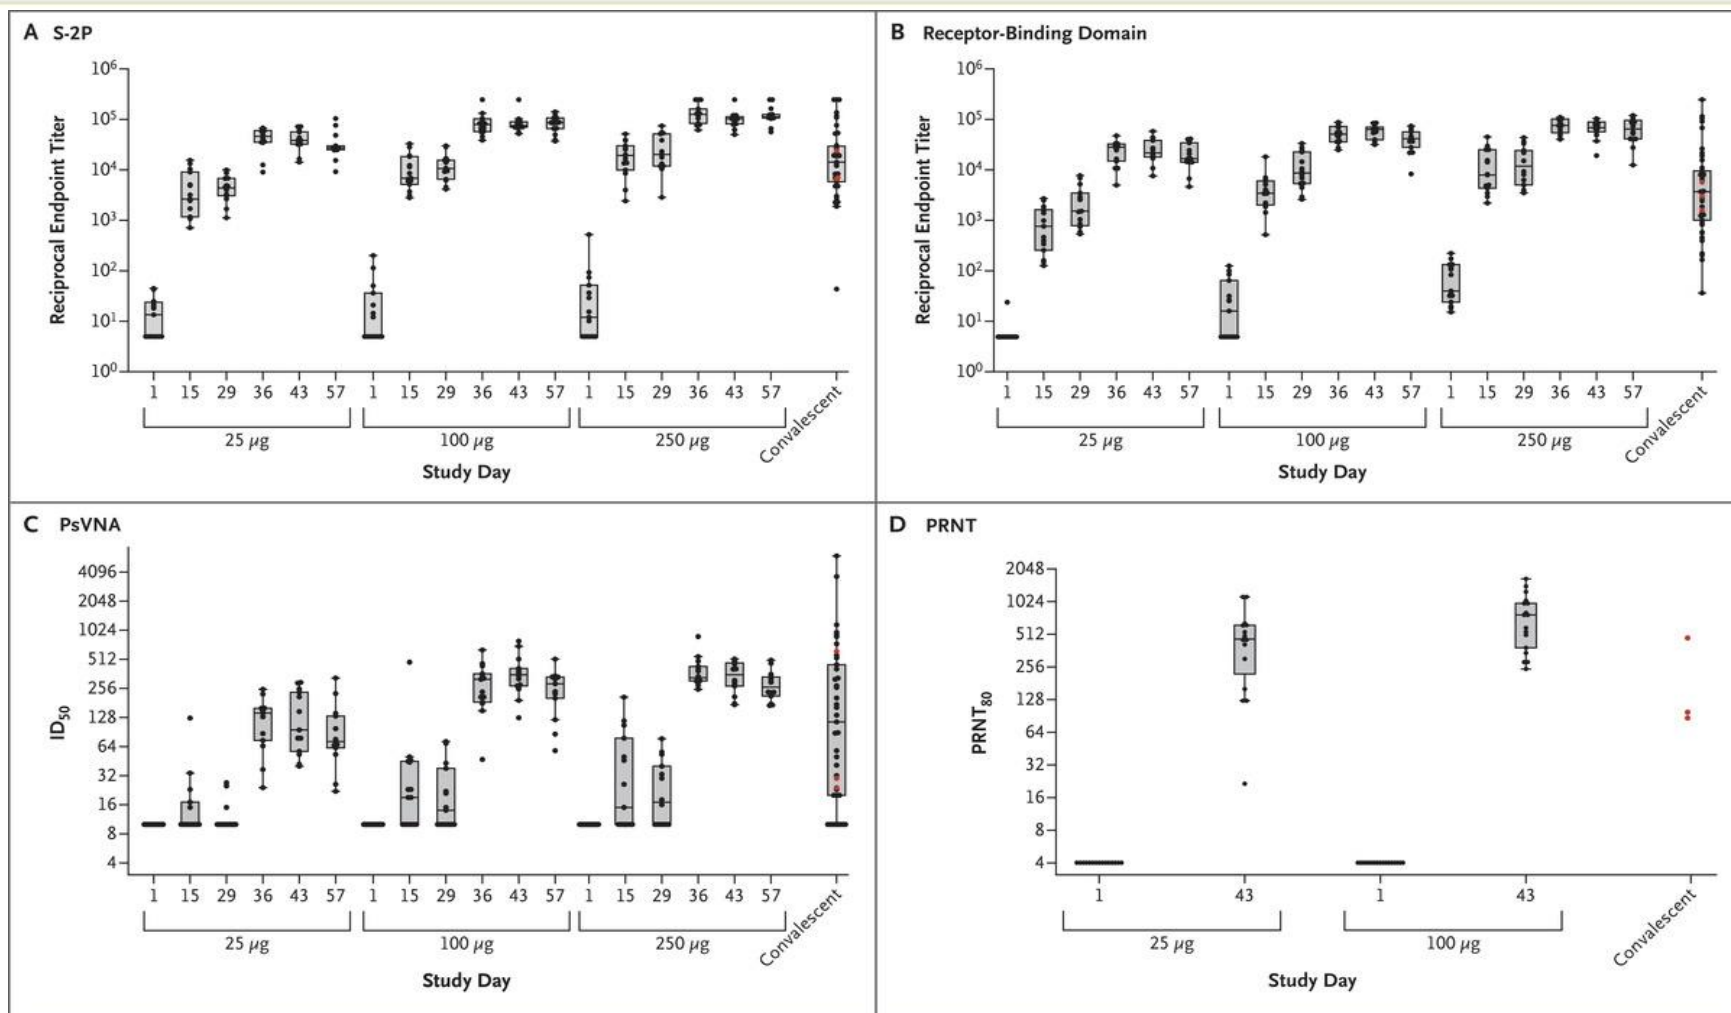 A S-2P
10⁶
10⁵
10⁴
10³
10²
10¹
10⁰
Reciprocal Endpoint Titer
1 15 29 36 43 57 1 15 29 36 43 57 1 15 29 36 43 57 Convalescent
25 µg 100 µg 250 µg
Study Day
B Receptor-Binding Domain
10⁶
10⁵
10⁴
10³
10²
10¹
10⁰
Reciprocal Endpoint Titer
1 15 29 36 43 57 1 15 29 36 43 57 1 15 29 36 43 57 Convalescent
25 µg 100 µg 250 µg
Study Day
C PsVNA
4096
2048
1024
512
256
128
64
32
16
8
4
ID₅₀
1 15 29 36 43 57 1 15 29 36 43 57 1 15 29 36 43 57 Convalescent
25 µg 100 µg 250 µg
Study Day
D PRNT
2048
1024
512
256
128
64
32
16
8
4
PRNT₈₀
1 43 1 43 Convalescent
25 µg 100 µg
Study Day